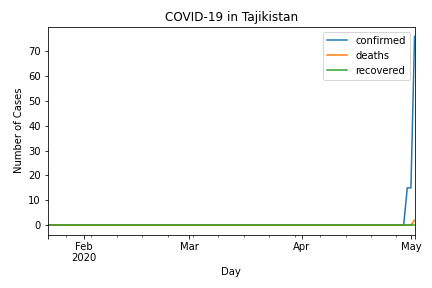 COVID-19 in Tajikistan
confirmed
deaths
recovered
Number of Cases
70
60
50
40
30
20
10
0
Feb
2020
Mar
Apr
May
Day